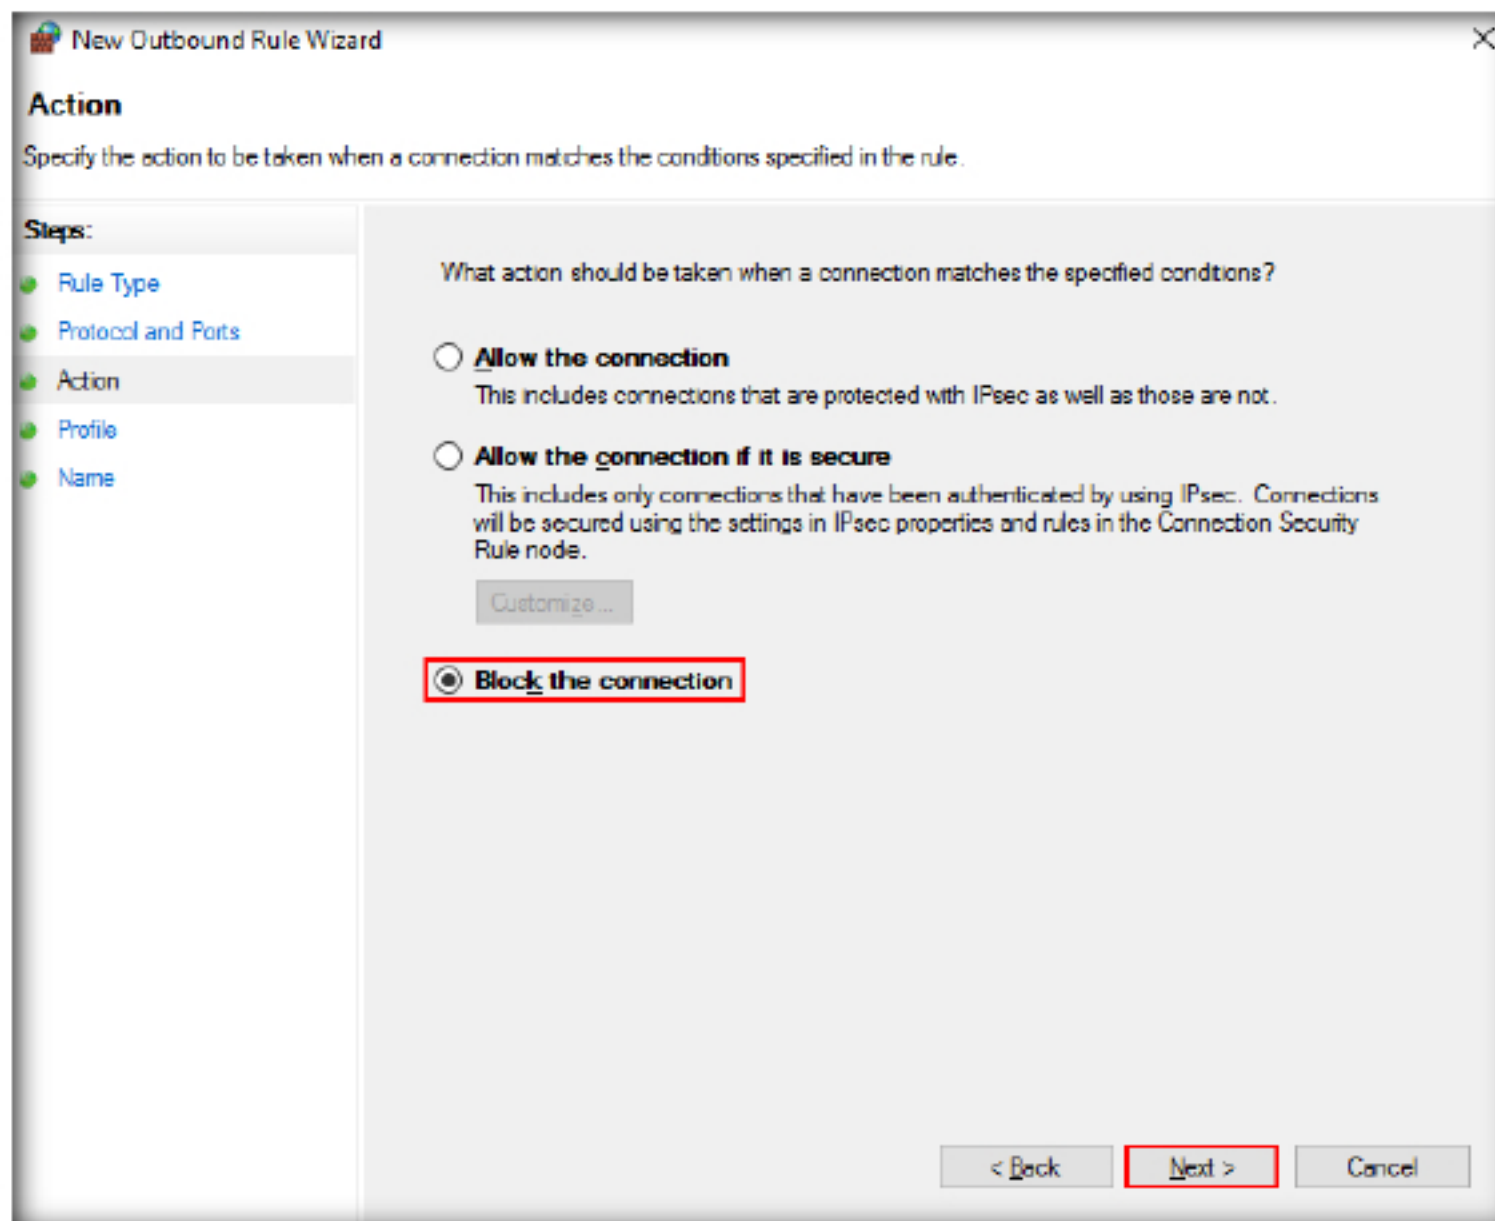 New Outbound Rule Wizard
Action
Specify the action to be taken when a connection matches the conditions specified in the rule.
Steps:
Rule Type
Protocol and Ports
Action
Profile
Name
What action should be taken when a connection matches the specified conditions?
Allow the connection
This includes connections that are protected with IPsec as well as those are not.
Allow the connection if it is secure
This includes only connections that have been authenticated by using IPsec. Connections
will be secured using the settings in IPsec properties and rules in the Connection Security
Rule node.
Customize...
Block the connection
< Back
Next >
Cancel